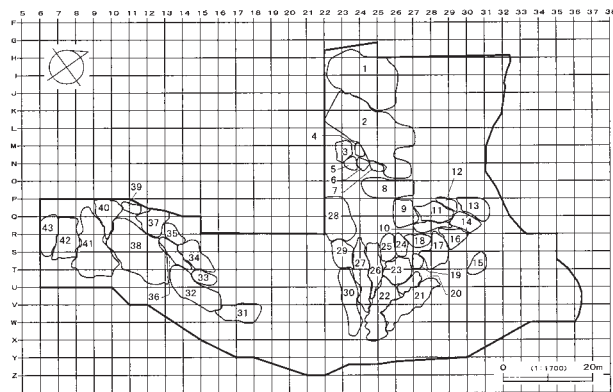 5 6 7 8 9 10 11 12 13 14 15 16 17 18 19 20 21 22 23 24 25 26 27 28 29 30 31 32 33 34 35 36 37 38
F
G
H
I
J
K
L
M
N
O
P
Q
R
S
T
U
V
W
X
Y
Z
1
2
4
3
5
6
7
8
12
39
40
9
11
13
28
43
42
41
37
35
38
10
14
29
25
24
18
17
16
34
27
26
23
15
33
19
36
32
30
22
21
20
31
0 (1:1700) 20m